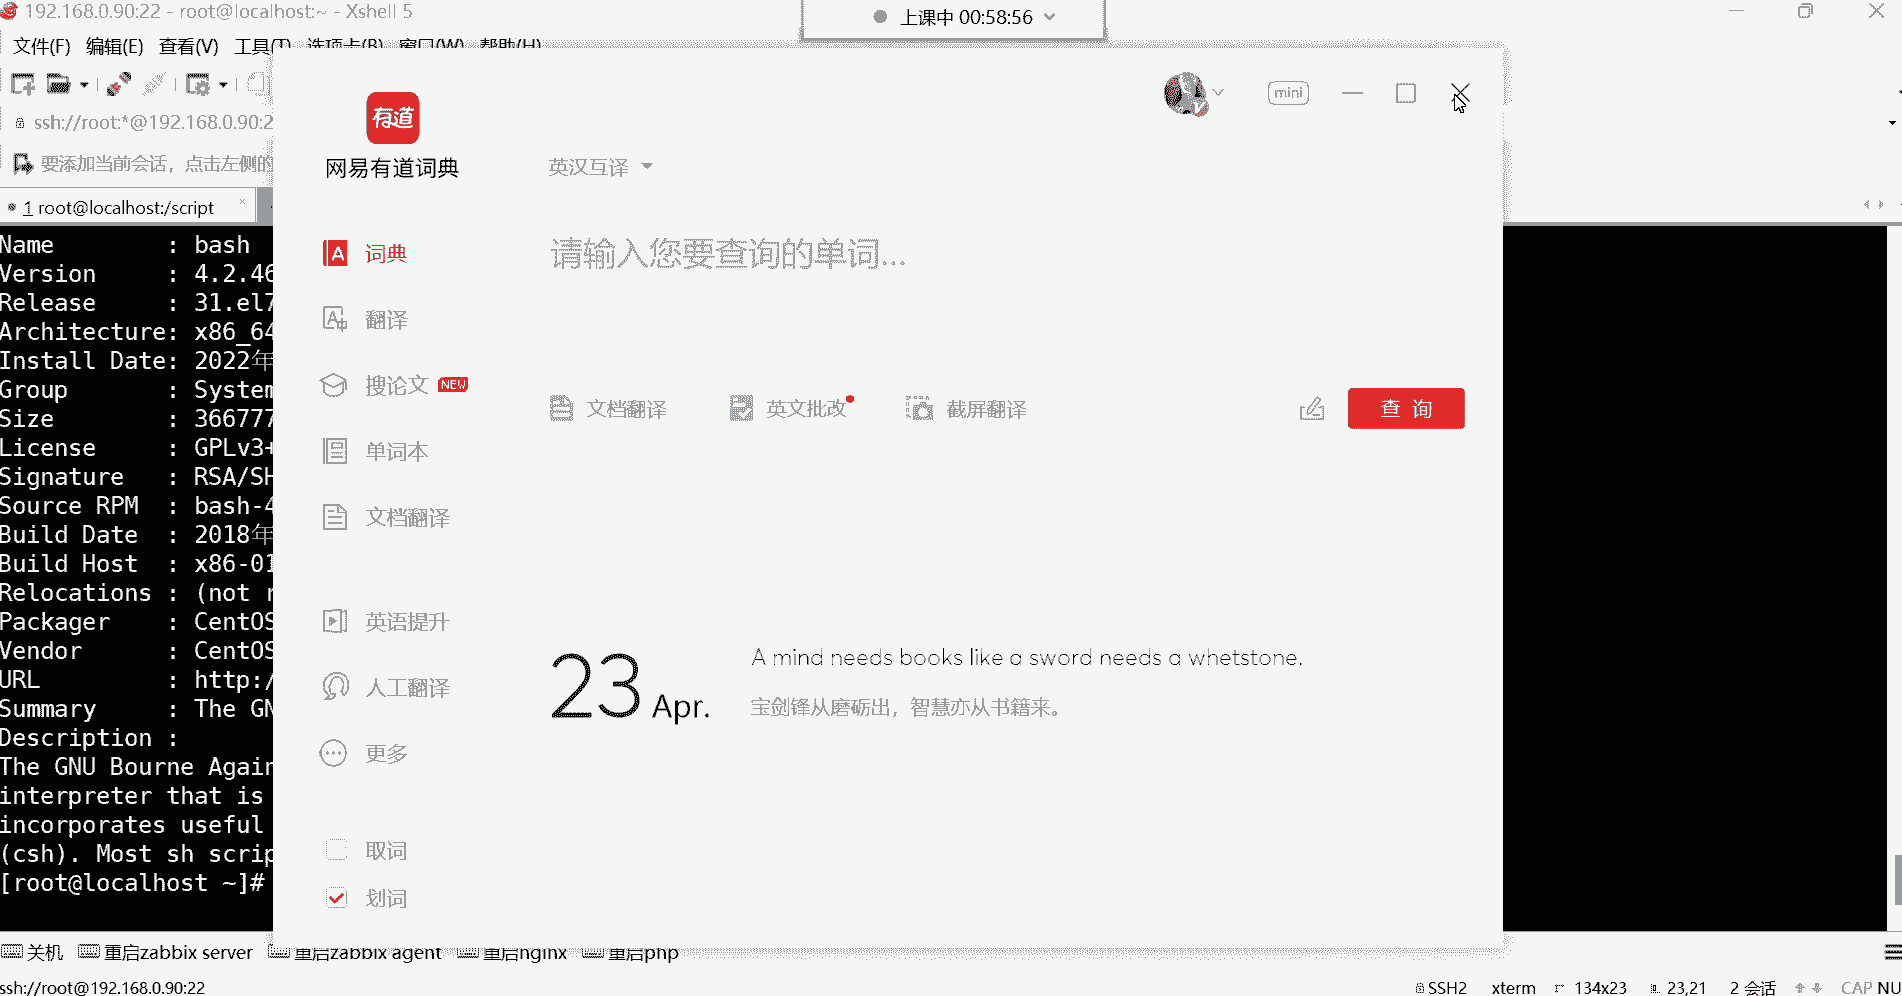 192.168.0.90:22 - root@localhost:~ - Xshell 5
上课中 00:58:56
文件(F) 编辑(E) 查看(V) 工具(T) 选项卡(B) 窗口(W) 帮助(H)
ssh://root:*@192.168.0.90:2
要添加当前会话，点击左侧的
1 root@localhost:/script
Name : bash
Version : 4.2.46
Release : 31.el7
Architecture: x86_64
Install Date: 2022年
Group : System
Size : 366777
License : GPLv3+
Signature : RSA/SH
Source RPM : bash-4
Build Date : 2018年
Build Host : x86-01
Relocations : (not r
Packager : CentOS
Vendor : CentOS
URL : http:/
Summary : The GN
Description :
The GNU Bourne Again
interpreter that is
incorporates useful
(csh). Most sh scrip
[root@localhost ~]#
有道
网易有道词典
mini
英汉互译
词典
翻译
搜论文 NEW
单词本
文档翻译
英语提升
人工翻译
更多
取词
划词
请输入您要查询的单词...
文档翻译 英文批改 截屏翻译 查 询
23 Apr.
A mind needs books like a sword needs a whetstone.
宝剑锋从磨砺出，智慧亦从书籍来。
关机 重启zabbix server 重启zabbix agent 重启nginx 重启php
ssh://root@192.168.0.90:22
SSH2 xterm 134x23 23,21 2 会话 CAP NU